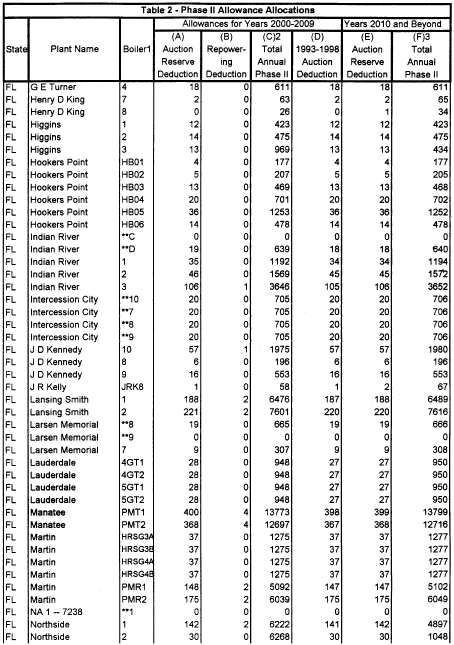 Table 2 - Phase II Allowance Allocations
Allowances for Years 2000-2009 Years 2010 and Beyond
(A) (B) (C)2 (D) (E) (F)3
Auction Repower- Total 1993-1998 Auction Total
State Plant Name Boiler1 Reserve ing Annual Auction Reserve Annual
Deduction Deduction Phase II Deduction Deduction Phase II
FL G E Turner 4 18 0 611 18 18 611
FL Henry D King 7 2 0 63 2 2 65
FL Henry D King 8 0 0 26 0 1 34
FL Higgins 1 12 0 423 12 12 423
FL Higgins 2 14 0 475 14 14 475
FL Higgins 3 13 0 969 13 13 434
FL Hookers Point HB01 4 0 177 4 4 177
FL Hookers Point HB02 5 0 207 5 5 205
FL Hookers Point HB03 13 0 469 13 13 468
FL Hookers Point HB04 20 0 701 20 20 702
FL Hookers Point HB05 36 0 1253 36 36 1252
FL Hookers Point HB06 14 0 478 14 14 478
FL Indian River **C 0 0 0 0 0 0
FL Indian River **D 19 0 639 18 18 640
FL Indian River 1 35 0 1192 34 34 1194
FL Indian River 2 46 0 1569 45 45 1572
FL Indian River 3 106 1 3646 105 106 3652
FL Intercession City **10 20 0 705 20 20 706
FL Intercession City **7 20 0 705 20 20 706
FL Intercession City **8 20 0 705 20 20 706
FL Intercession City **9 20 0 705 20 20 706
FL J D Kennedy 10 57 1 1975 57 57 1980
FL J D Kennedy 8 6 0 196 6 6 196
FL J D Kennedy 9 16 0 553 16 16 553
FL J R Kelly JRK8 1 0 58 1 2 67
FL Lansing Smith 1 188 2 6476 187 188 6489
FL Lansing Smith 2 221 2 7601 220 220 7616
FL Larsen Memorial **8 19 0 665 19 19 666
FL Larsen Memorial **9 0 0 0 0 0 0
FL Larsen Memorial 7 9 0 307 9 9 308
FL Lauderdale 4GT1 28 0 948 27 27 950
FL Lauderdale 4GT2 28 0 948 27 27 950
FL Lauderdale 5GT1 28 0 948 27 27 950
FL Lauderdale 5GT2 28 0 948 27 27 950
FL Manatee PMT1 400 4 13773 398 399 13799
FL Manatee PMT2 368 4 12697 367 368 12716
FL Martin HRSG3A 37 0 1275 37 37 1277
FL Martin HRSG3B 37 0 1275 37 37 1277
FL Martin HRSG4A 37 0 1275 37 37 1277
FL Martin HRSG4B 37 0 1275 37 37 1277
FL Martin PMR1 148 2 5092 147 147 5102
FL Martin PMR2 175 2 6039 175 175 6049
FL NA 1 -- 7238 **1 0 0 0 0 0 0
FL Northside 1 142 2 6222 141 142 4897
FL Northside 2 30 0 6268 30 30 1048